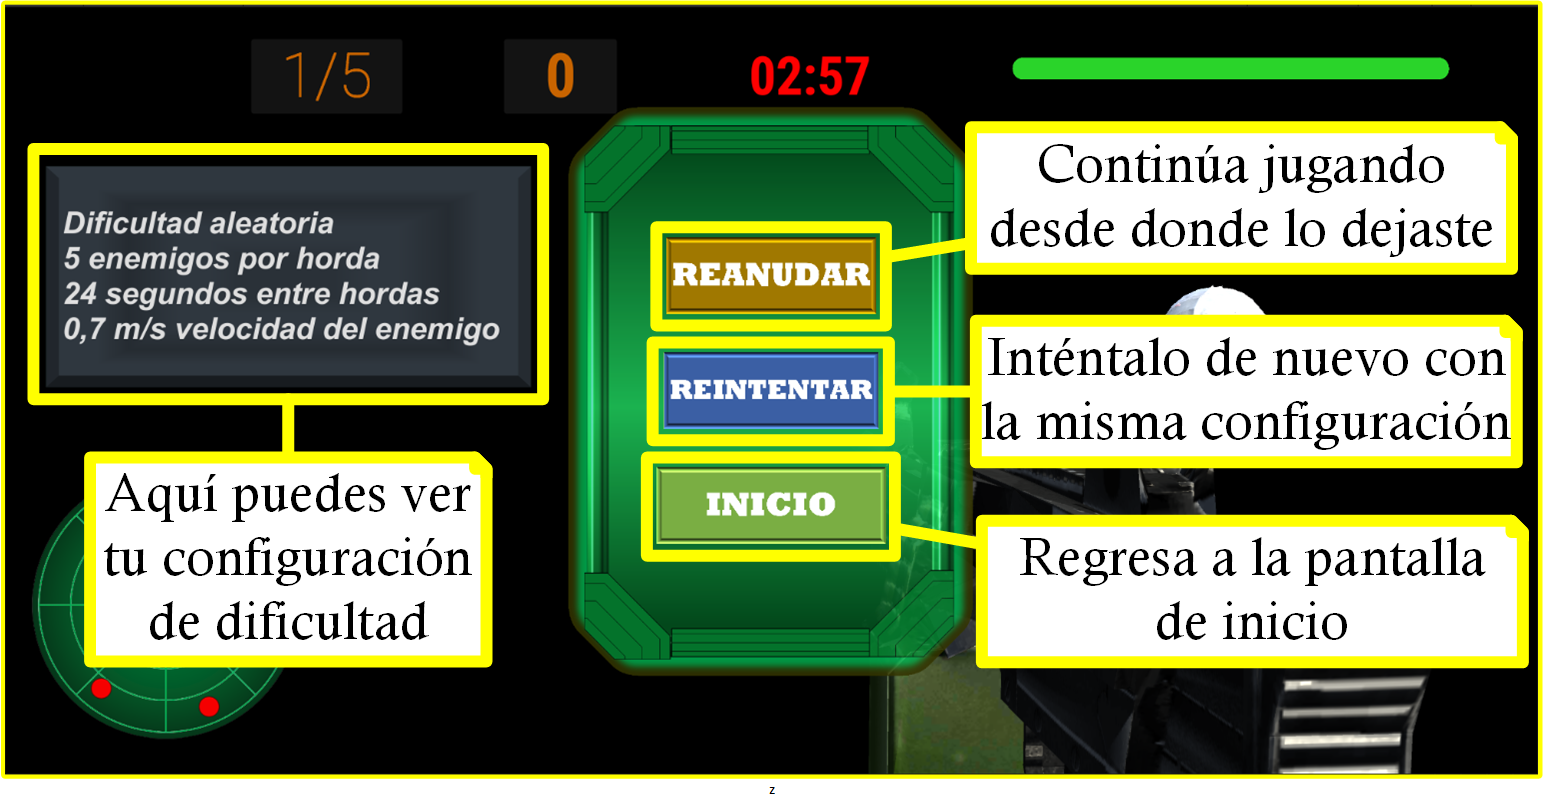 1/5
0
02:57
Dificultad aleatoria
5 enemigos por horda
24 segundos entre hordas
0,7 m/s velocidad del enemigo
Aquí puedes ver
tu configuración
de dificultad
REANUDAR
REINTENTAR
INICIO
Continúa jugando
desde donde lo dejaste
Inténtalo de nuevo con
la misma configuración
Regresa a la pantalla
de inicio
z